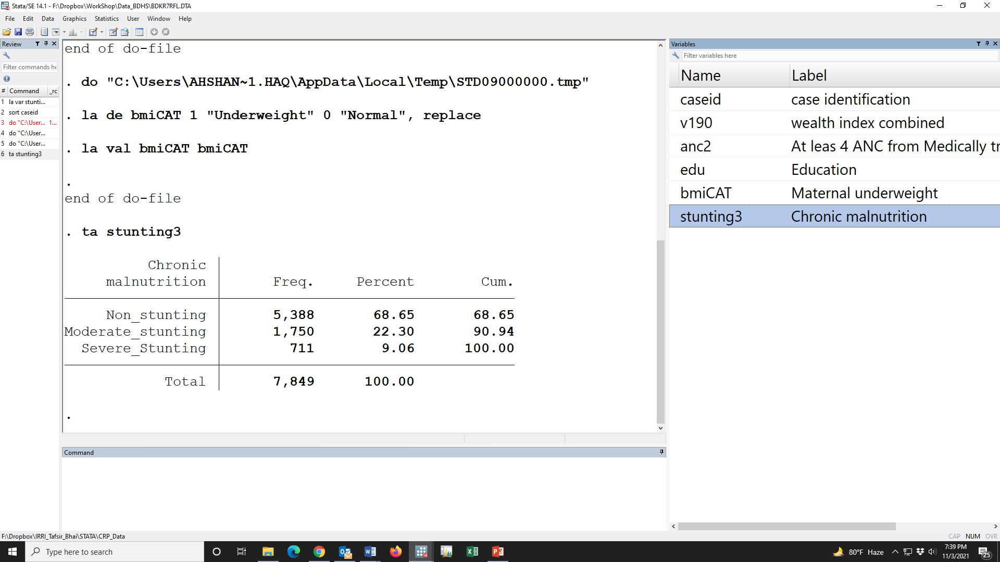 Stata/SE 14.1 - F:\Dropbox\WorkShop\Data_BDHS\BDKR7RFL.DTA
File Edit Data Graphics Statistics User Window Help
Review
Filter commands he
# Command _rc
1 la var stunti...
2 sort caseid
3 do "C:\User... 1...
4 do "C:\User...
5 do "C:\User...
6 ta stunting3
end of do-file
. do "C:\Users\AHSHAN~1.HAQ\AppData\Local\Temp\STD09000000.tmp"
. la de bmiCAT 1 "Underweight" 0 "Normal", replace
. la val bmiCAT bmiCAT
.
end of do-file
. ta stunting3
Chronic
malnutrition Freq. Percent Cum.
Non_stunting 5,388 68.65 68.65
Moderate_stunting 1,750 22.30 90.94
Severe_Stunting 711 9.06 100.00
Total 7,849 100.00
.
Command
Variables
Filter variables here
Name Label
caseid case identification
v190 wealth index combined
anc2 At leas 4 ANC from Medically tr
edu Education
bmiCAT Maternal underweight
stunting3 Chronic malnutrition
F:\Dropbox\IRRI_Tafsir_Bhai\STATA\CRP_Data
CAP NUM OVR
Type here to search
80°F Haze
7:39 PM
11/3/2021
25